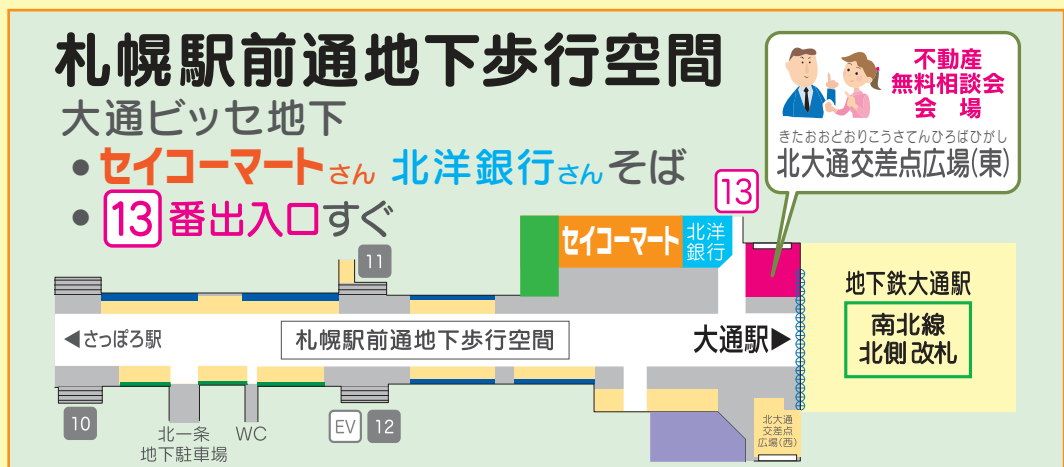 札幌駅前通地下歩行空間
大通ビッセ地下
● セイコーマートさん 北洋銀行さん そば
● 13 番出入口すぐ
不動産
無料相談会
会 場
きたおおどおりこうさてんひろばひがし
北大通交差点広場(東)
13
セイコーマート
北洋
銀行
11
地下鉄大通駅
南北線
北側 改札
◀さっぽろ駅
札幌駅前通地下歩行空間
大通駅▶
10
北一条
地下駐車場
WC
EV
12
北大通
交差点
広場(西)